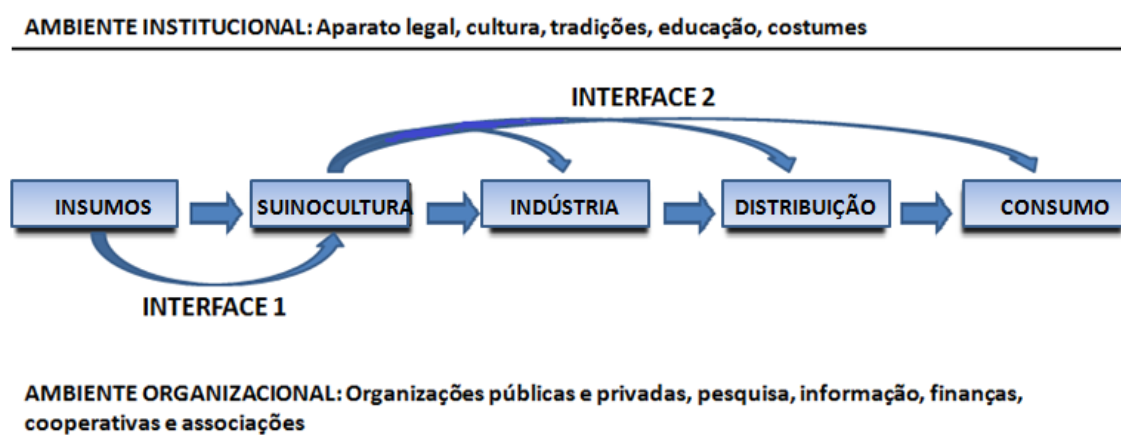 AMBIENTE INSTITUCIONAL: Aparato legal, cultura, tradições, educação, costumes
INTERFACE 2
INSUMOS
SUINOCULTURA
INDÚSTRIA
DISTRIBUIÇÃO
CONSUMO
INTERFACE 1
AMBIENTE ORGANIZACIONAL: Organizações públicas e privadas, pesquisa, informação, finanças,
cooperativas e associações